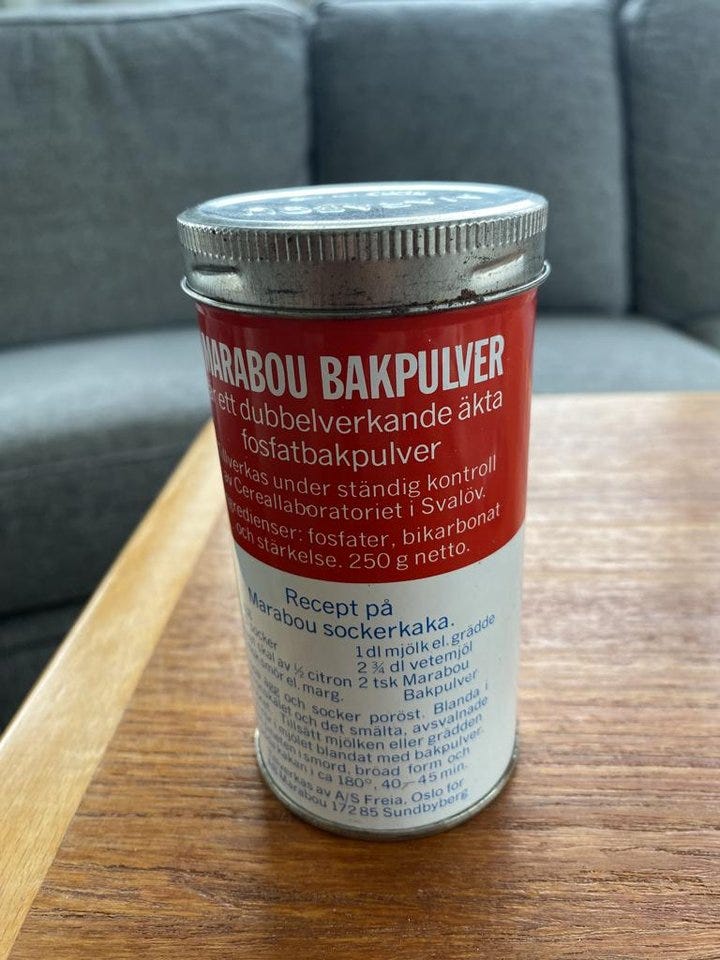 MARABOU BAKPULVER
ett dubbelverkande äkta
fosfatbakpulver
under ständig kontroll
av Cereallaboratoriet i Svalöv.
fosfater, bikarbonat
och stärkelse. 250 g netto.
Recept på
Marabou sockerkaka.
1 dl mjölk el. grädde
skal av ½ citron
2 ¾ dl vetemjöl
smör el. marg.
2 tsk Marabou
Bakpulver
ägg och socker poröst. Blanda i
och det smälta, avsvalnade
Tillsätt mjölken eller grädden
mjölet blandat med bakpulver.
i smord, bröad form och
kakan i ca 180°, 40–45 min.
av A/S Freia, Oslo för
Marabou 172 85 Sundbyberg